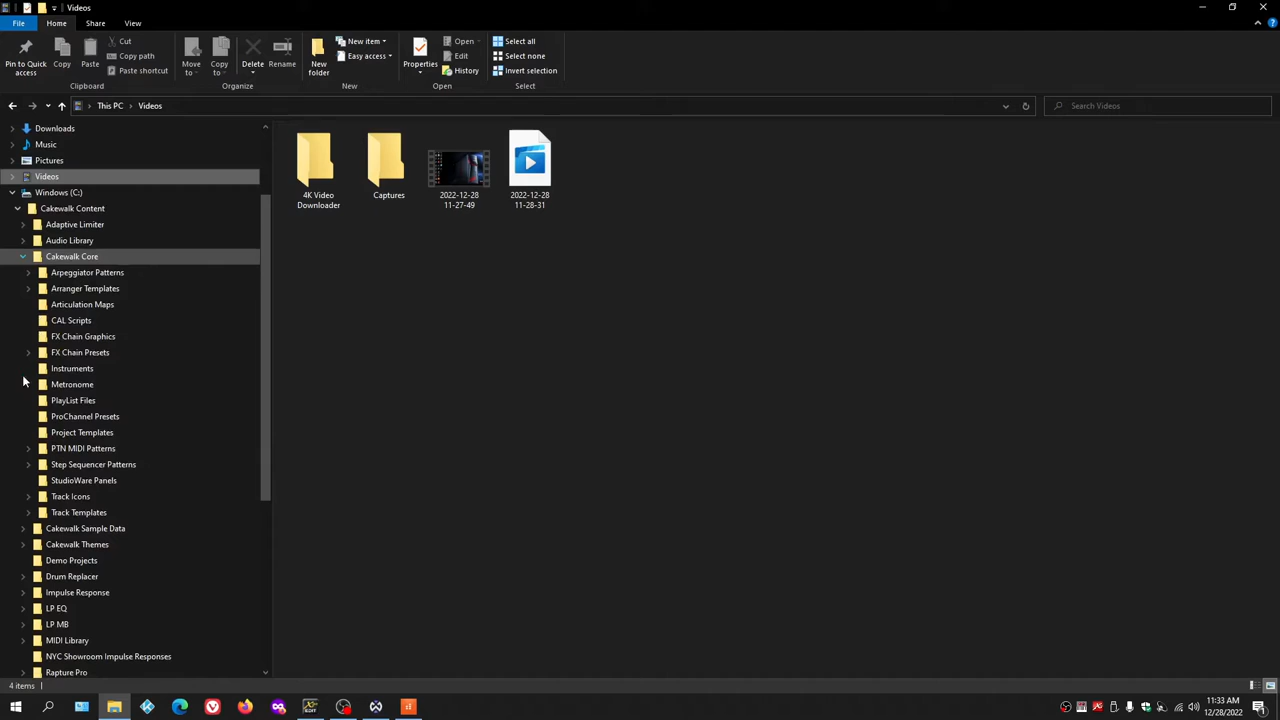 Videos
File Home Share View
Pin to Quick access
Copy
Paste
Cut
Copy path
Paste shortcut
Clipboard
Move to
Copy to
Delete
Rename
Organize
New folder
New item
Easy access
New
Properties
Open
Edit
History
Open
Select all
Select none
Invert selection
Select
This PC › Videos
Search Videos
Downloads
Music
Pictures
Videos
Windows (C:)
Cakewalk Content
Adaptive Limiter
Audio Library
Cakewalk Core
Arpeggiator Patterns
Arranger Templates
Articulation Maps
CAL Scripts
FX Chain Graphics
FX Chain Presets
Instruments
Metronome
PlayList Files
ProChannel Presets
Project Templates
PTN MIDI Patterns
Step Sequencer Patterns
StudioWare Panels
Track Icons
Track Templates
Cakewalk Sample Data
Cakewalk Themes
Demo Projects
Drum Replacer
Impulse Response
LP EQ
LP MB
MIDI Library
NYC Showroom Impulse Responses
Rapture Pro
4K Video
Downloader
Captures
2022-12-28
11-27-49
2022-12-28
11-28-31
4 items
11:33 AM
12/28/2022